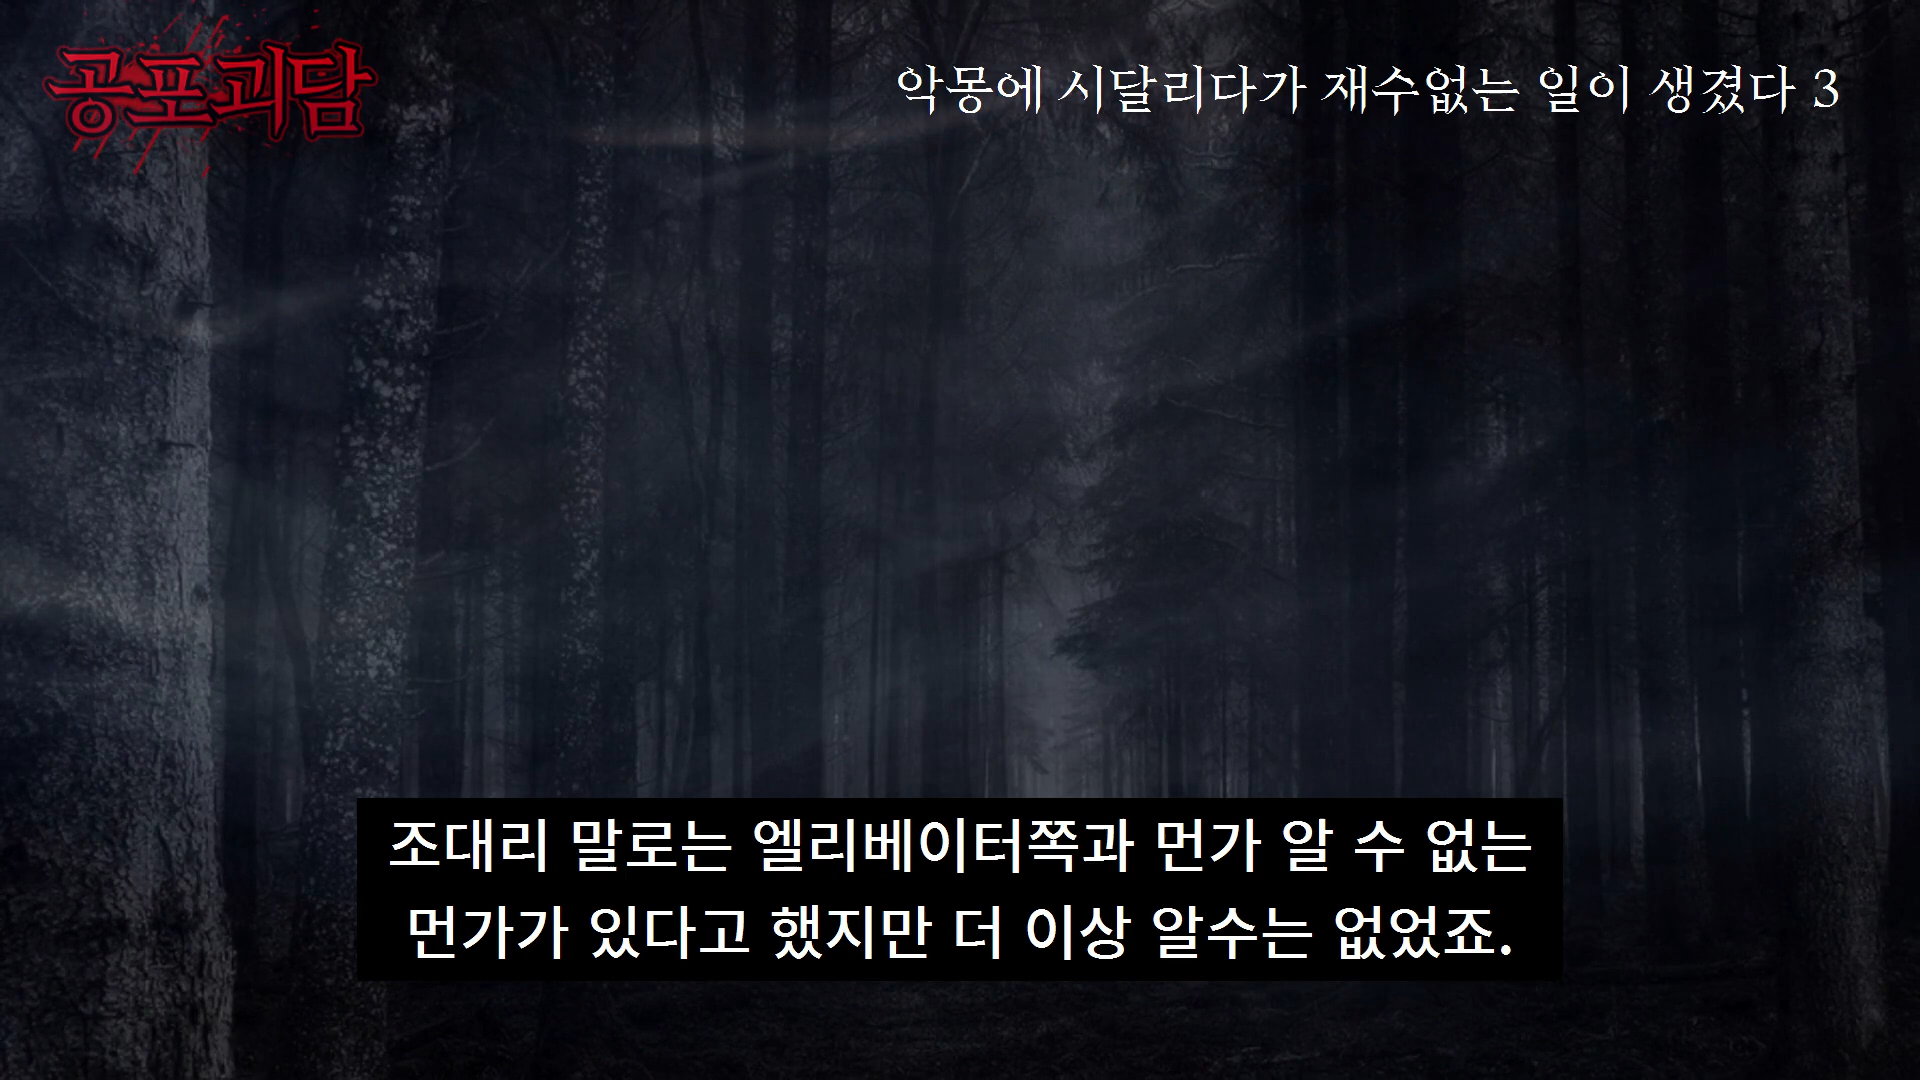 공포괴담
악몽에 시달리다가 재수없는 일이 생겼다 3
조대리 말로는 엘리베이터쪽과 먼가 알 수 없는
먼가가 있다고 했지만 더 이상 알수는 없었죠.